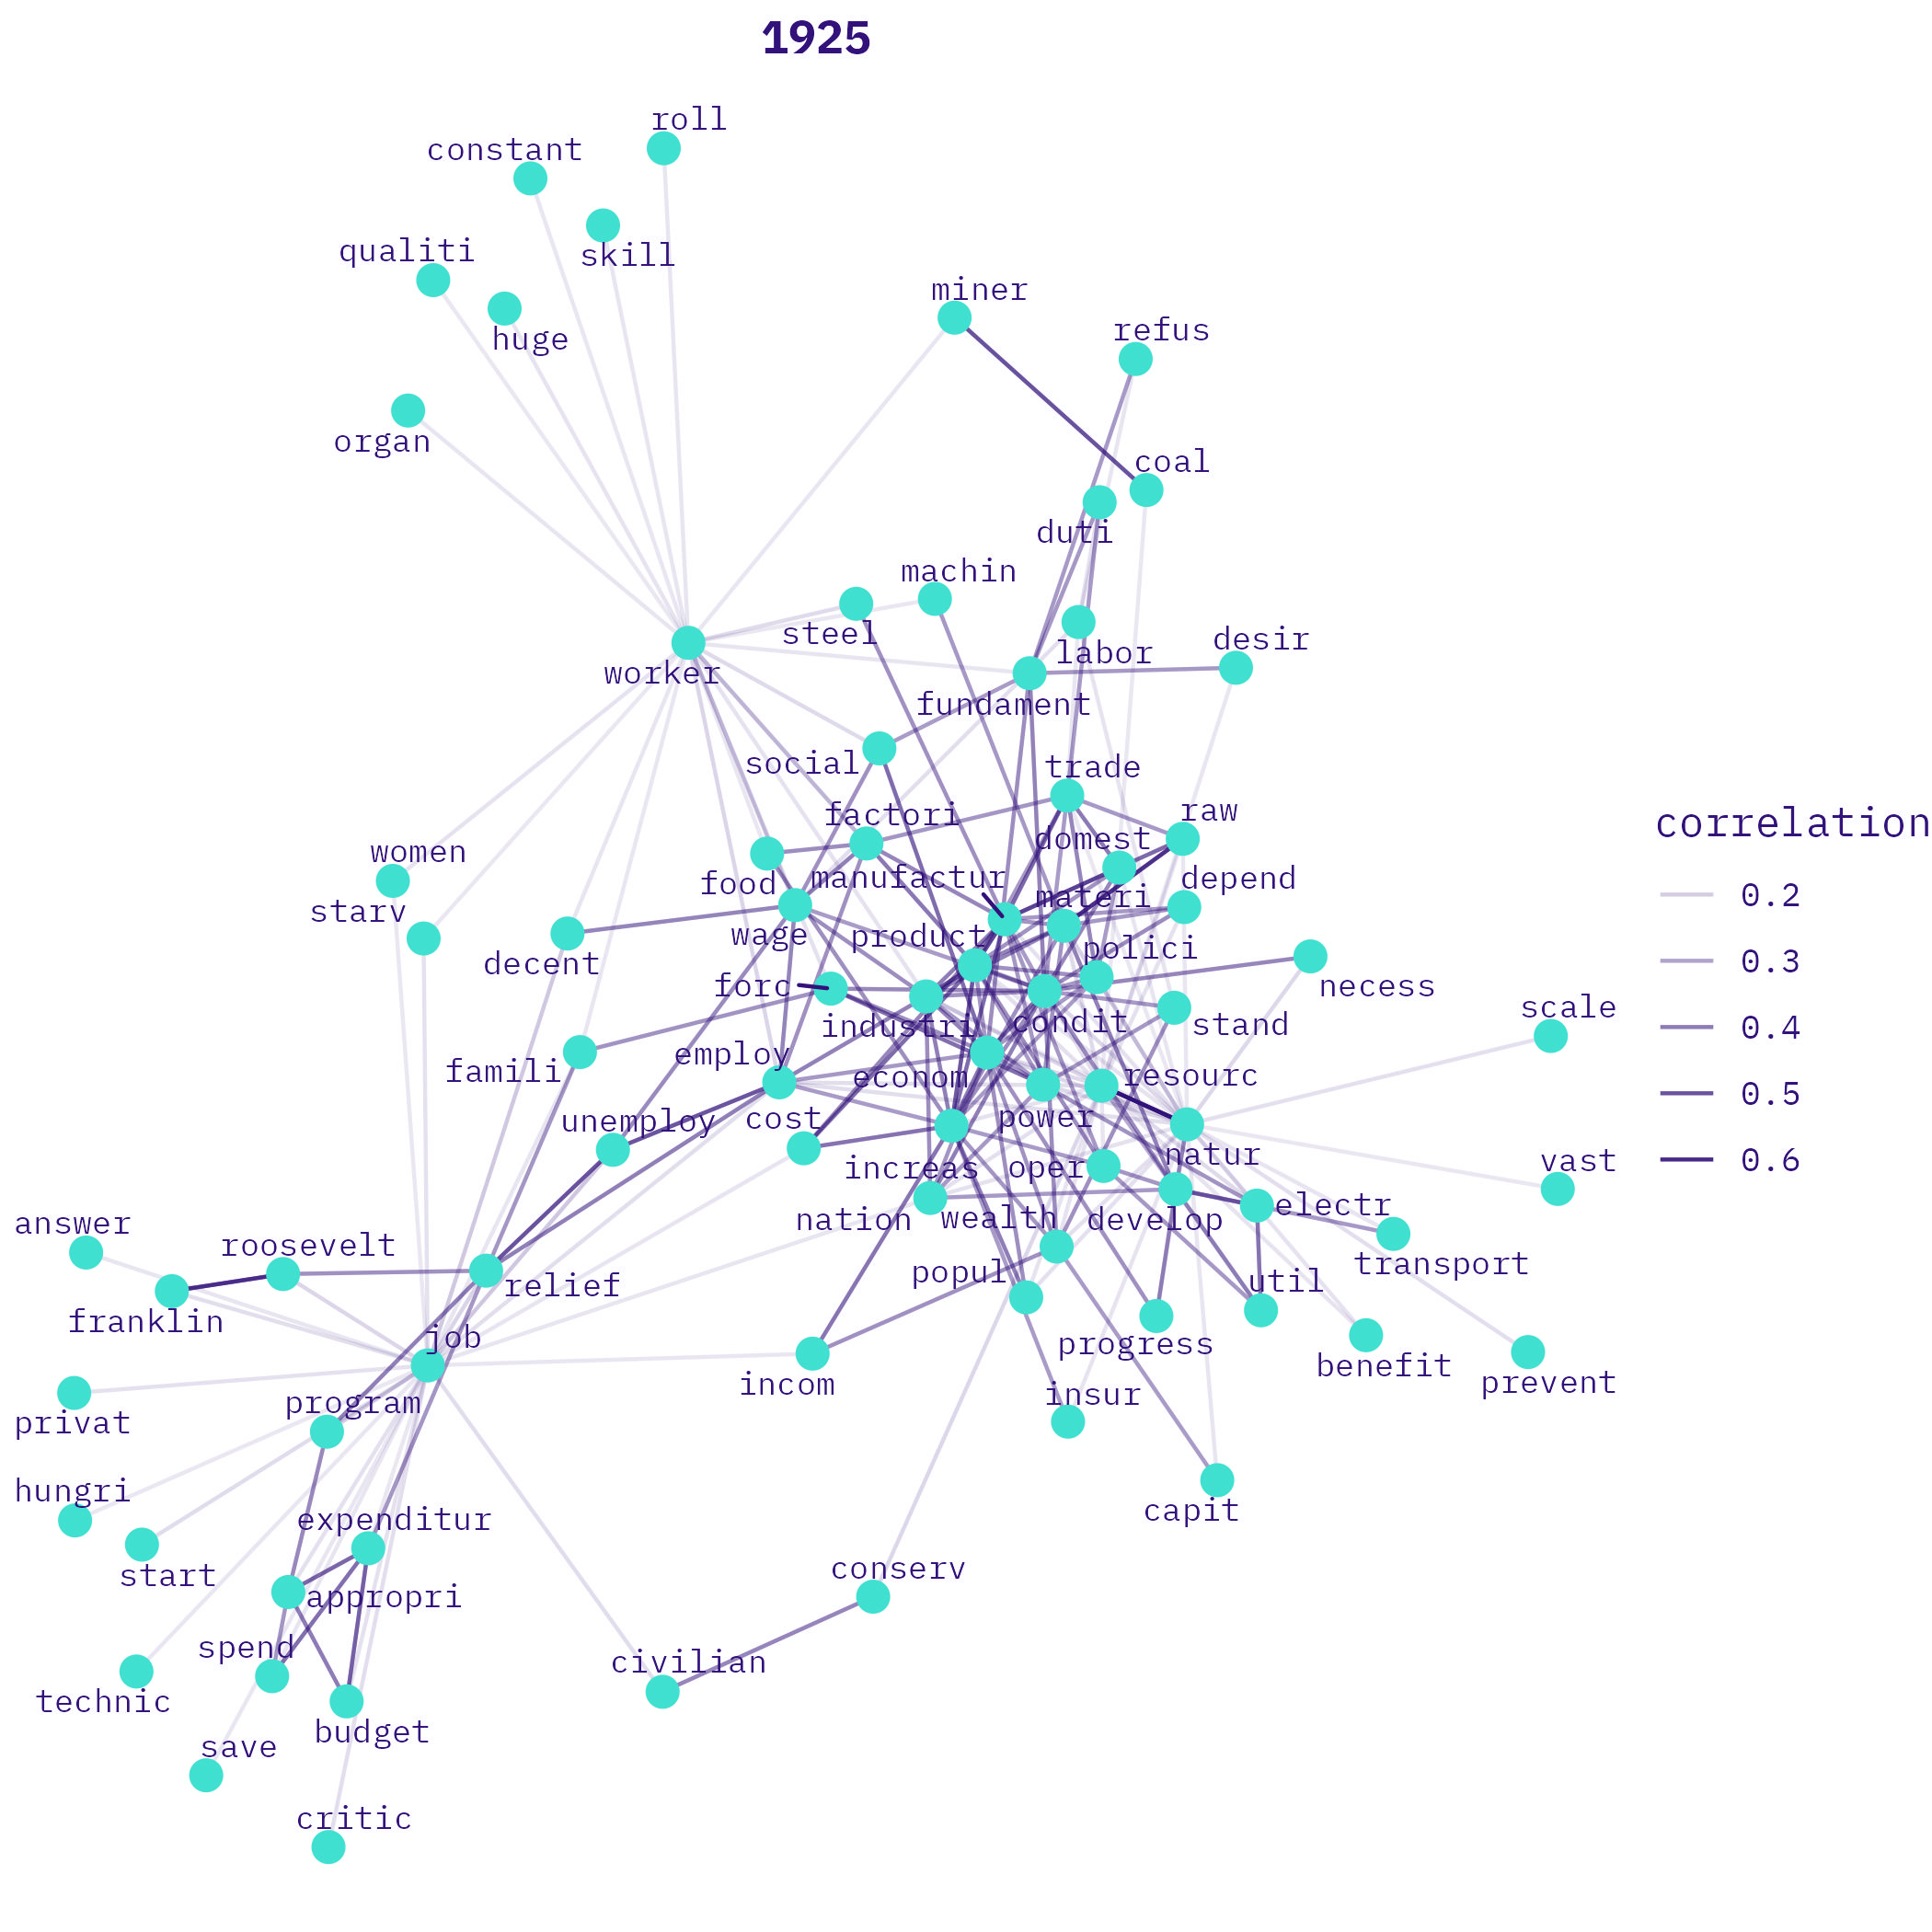 1925
roll
constant
skill
qualiti
miner
refus
huge
organ
coal
duti
machin
steel
labor
desir
worker
fundament
social
trade
factori
raw
correlation
domest
women
food
manufactur
materi
depend
0.2
starv
wage
product
polici
0.3
decent
forc
necess
scale
industri
condit
stand
0.4
employ
famili
econom
resourc
0.5
unemploy
cost
power
increas
oper
natur
vast
0.6
answer
roosevelt
nation
wealth
develop
electr
transport
relief
popul
util
franklin
job
progress
benefit
incom
prevent
privat
program
insur
hungri
expenditur
capit
start
appropri
conserv
spend
civilian
technic
budget
save
critic